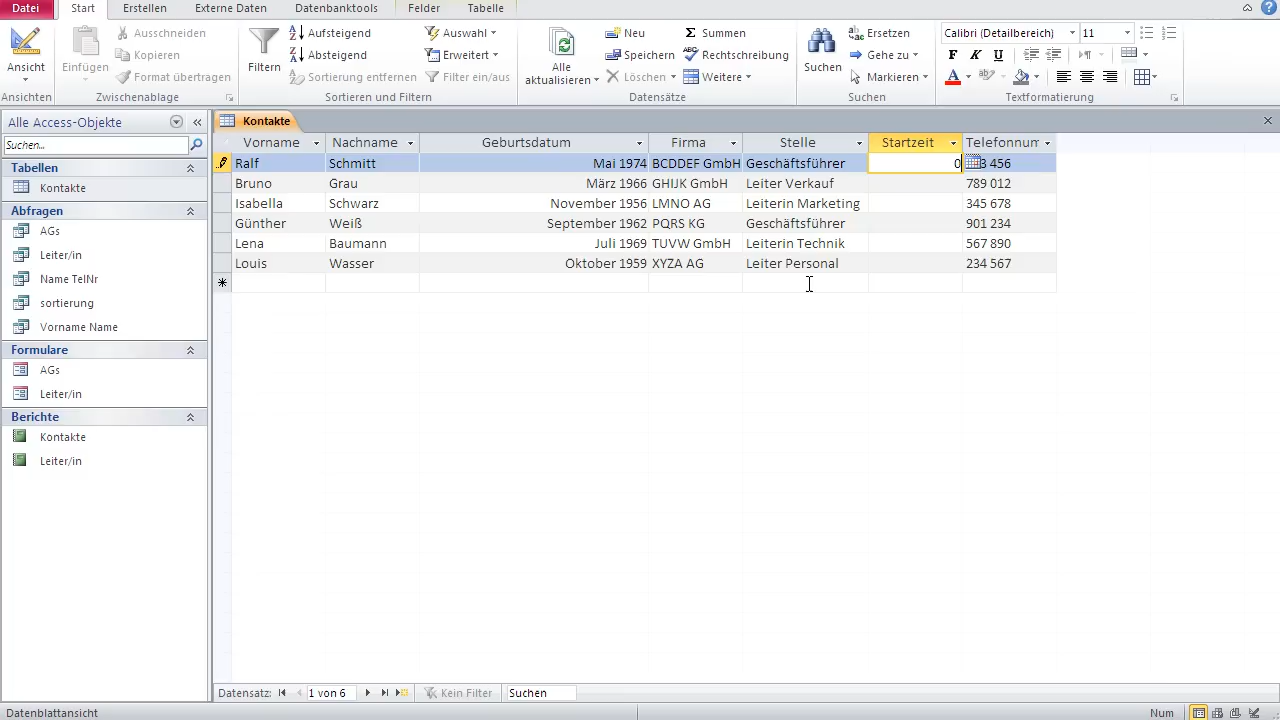 Datei Start Erstellen Externe Daten Datenbanktools Felder Tabelle
Ansicht
Ansichten
Einfügen
Ausschneiden
Kopieren
Format übertragen
Zwischenablage
Filtern
Aufsteigend
Absteigend
Sortierung entfernen
Auswahl
Erweitert
Filter ein/aus
Sortieren und Filtern
Alle
aktualisieren
Neu
Speichern
Löschen
Summen
Rechtschreibung
Weitere
Datensätze
Suchen
Ersetzen
Gehe zu
Markieren
Suchen
Calibri (Detailbereich) 11
F K U
Textformatierung
Alle Access-Objekte
Suchen...
Tabellen
Kontakte
Abfragen
AGs
Leiter/in
Name TelNr
sortierung
Vorname Name
Formulare
AGs
Leiter/in
Berichte
Kontakte
Leiter/in
Kontakte
Vorname Nachname Geburtsdatum Firma Stelle Startzeit Telefonnum
Ralf Schmitt Mai 1974 BCDDEF GmbH Geschäftsführer 0 3 456
Bruno Grau März 1966 GHIJK GmbH Leiter Verkauf 789 012
Isabella Schwarz November 1956 LMNO AG Leiterin Marketing 345 678
Günther Weiß September 1962 PQRS KG Geschäftsführer 901 234
Lena Baumann Juli 1969 TUVW GmbH Leiterin Technik 567 890
Louis Wasser Oktober 1959 XYZA AG Leiter Personal 234 567
Datensatz: 1 von 6 Kein Filter Suchen
Datenblattansicht Num